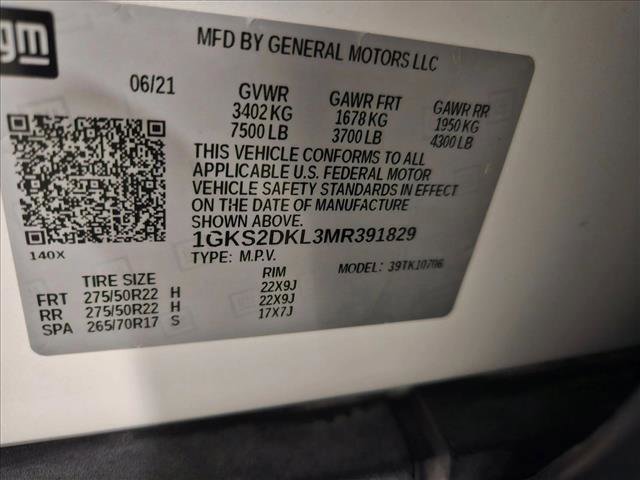 gm
MFD BY GENERAL MOTORS LLC
06/21
GVWR GAWR FRT GAWR RR
3402 KG 1678 KG 1950 KG
7500 LB 3700 LB 4300 LB
THIS VEHICLE CONFORMS TO ALL
APPLICABLE U.S. FEDERAL MOTOR
VEHICLE SAFETY STANDARDS IN EFFECT
ON THE DATE OF MANUFACTURE
SHOWN ABOVE.
1GKS2DKL3MR391829
140X
TYPE: M.P.V. MODEL: 39TK10706
TIRE SIZE RIM
FRT 275/50R22 H 22X9J
RR 275/50R22 H 22X9J
SPA 265/70R17 S 17X7J